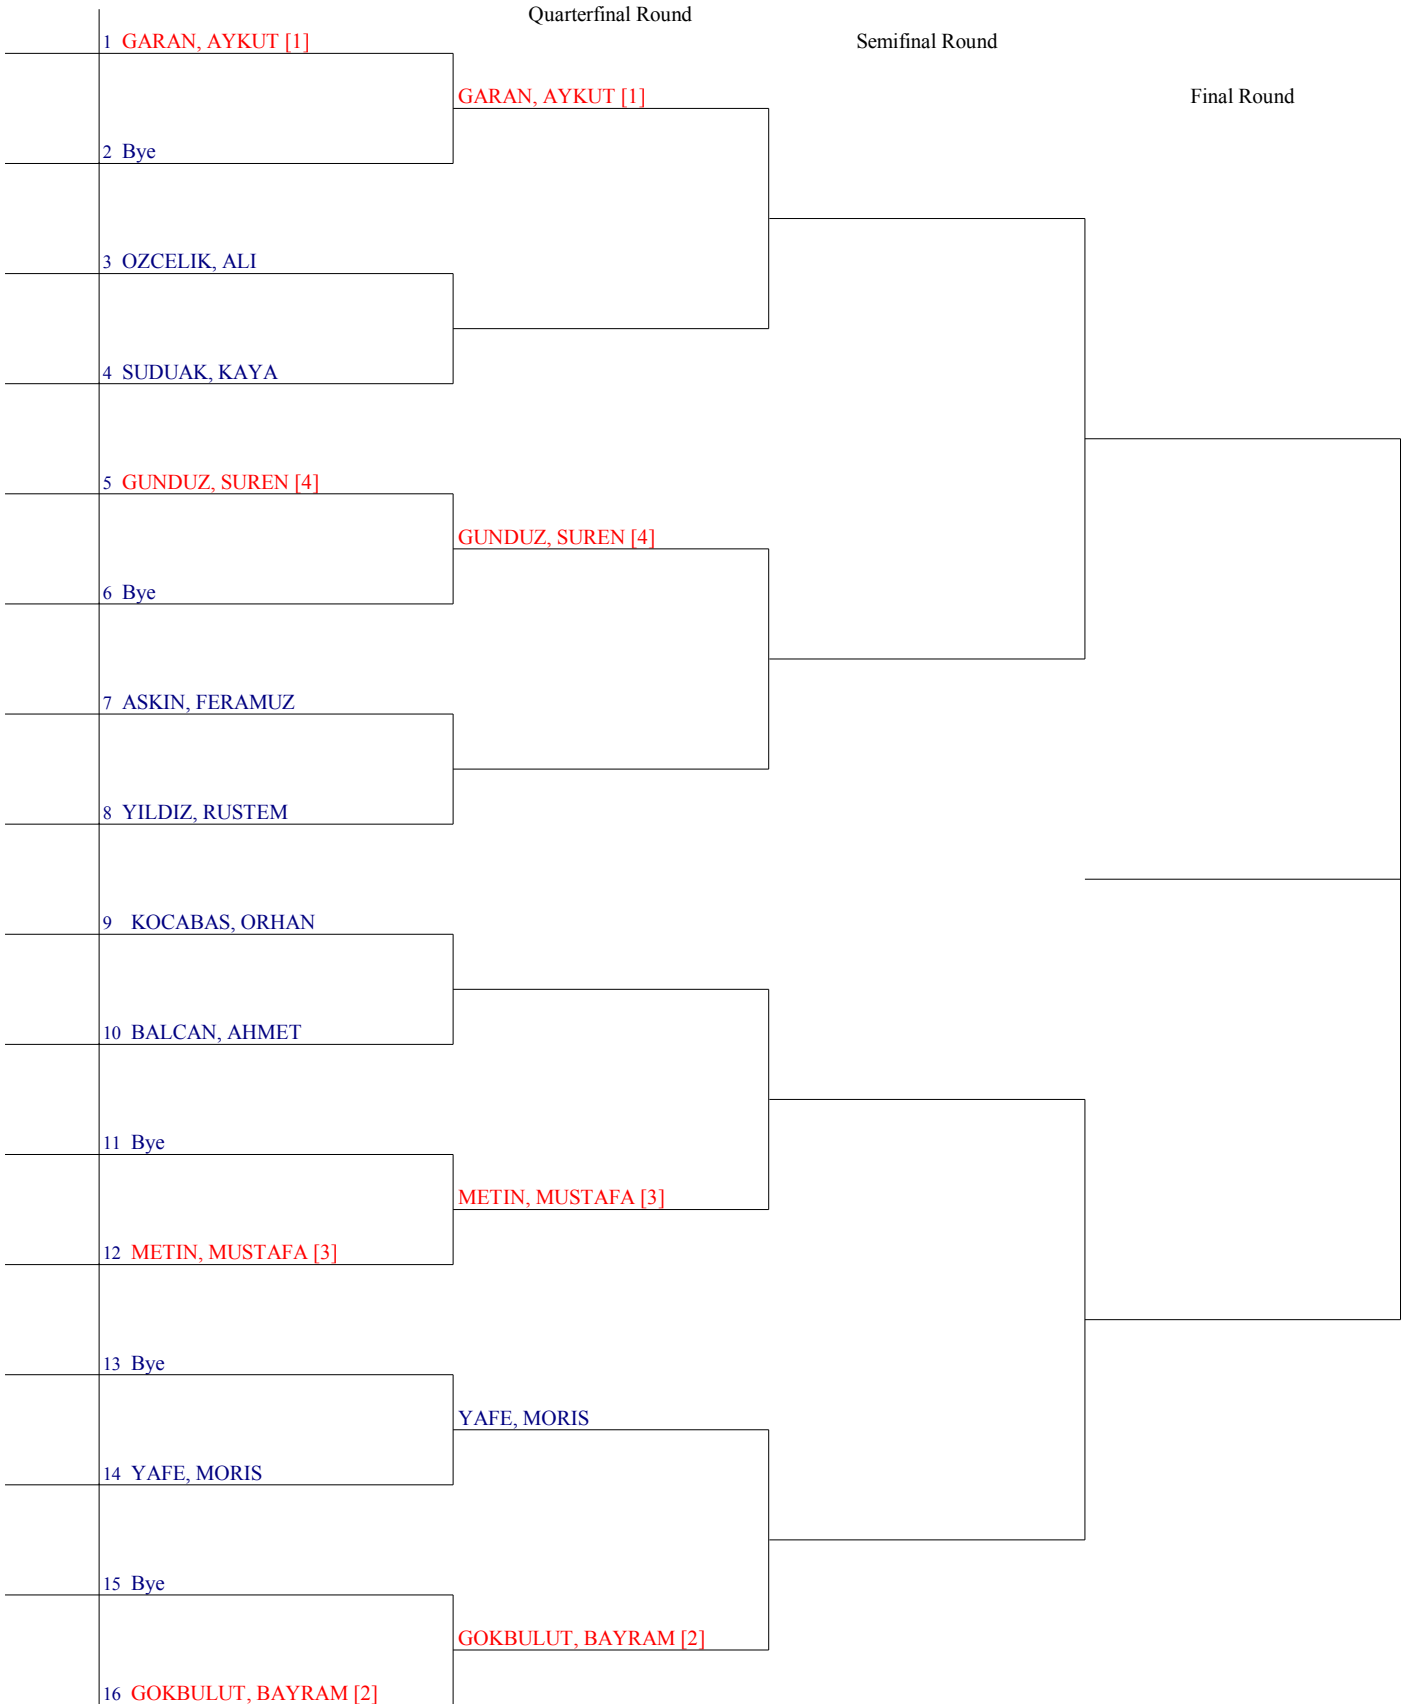 Quarterfinal Round
1 GARAN, AYKUT [1]
Semifinal Round
GARAN, AYKUT [1]
Final Round
2 Bye
3 OZCELIK, ALI
4 SUDUAK, KAYA
5 GUNDUZ, SUREN [4]
GUNDUZ, SUREN [4]
6 Bye
7 ASKIN, FERAMUZ
8 YILDIZ, RUSTEM
9 KOCABAS, ORHAN
10 BALCAN, AHMET
11 Bye
METIN, MUSTAFA [3]
12 METIN, MUSTAFA [3]
13 Bye
YAFE, MORIS
14 YAFE, MORIS
15 Bye
GOKBULUT, BAYRAM [2]
16 GOKBULUT, BAYRAM [2]